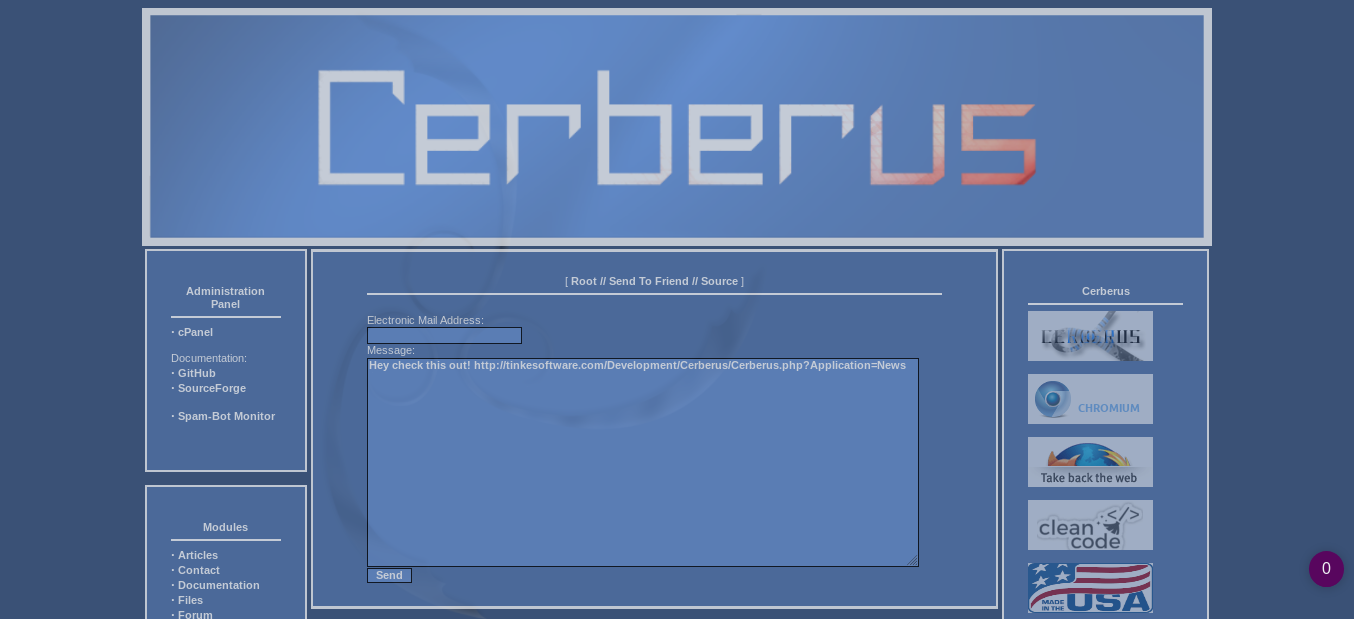 Cerberus
Administration
Panel
· cPanel
Documentation:
· GitHub
· SourceForge
· Spam-Bot Monitor
Modules
· Articles
· Contact
· Documentation
· Files
· Forum
[ Root // Send To Friend // Source ]
Electronic Mail Address:
Message:
Hey check this out! http://tinkesoftware.com/Development/Cerberus/Cerberus.php?Application=News
Send
Cerberus
CERBERUS
CHROMIUM
Take back the web
clean
code
</>
MADE
IN THE
USA
0